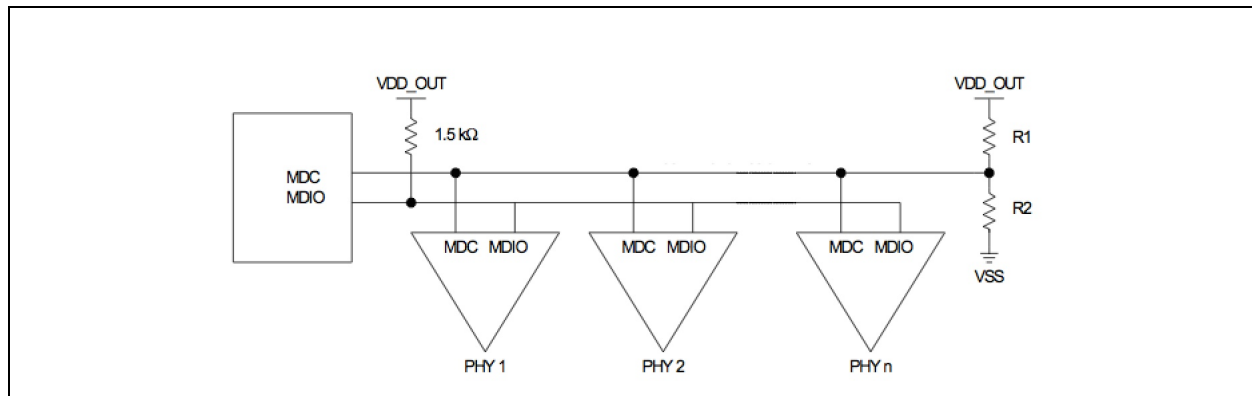 VDD_OUT
VDD_OUT
1.5 kΩ
R1
MDC
MDIO
R2
MDC MDIO
MDC MDIO
MDC MDIO
VSS
PHY 1
PHY 2
PHY n